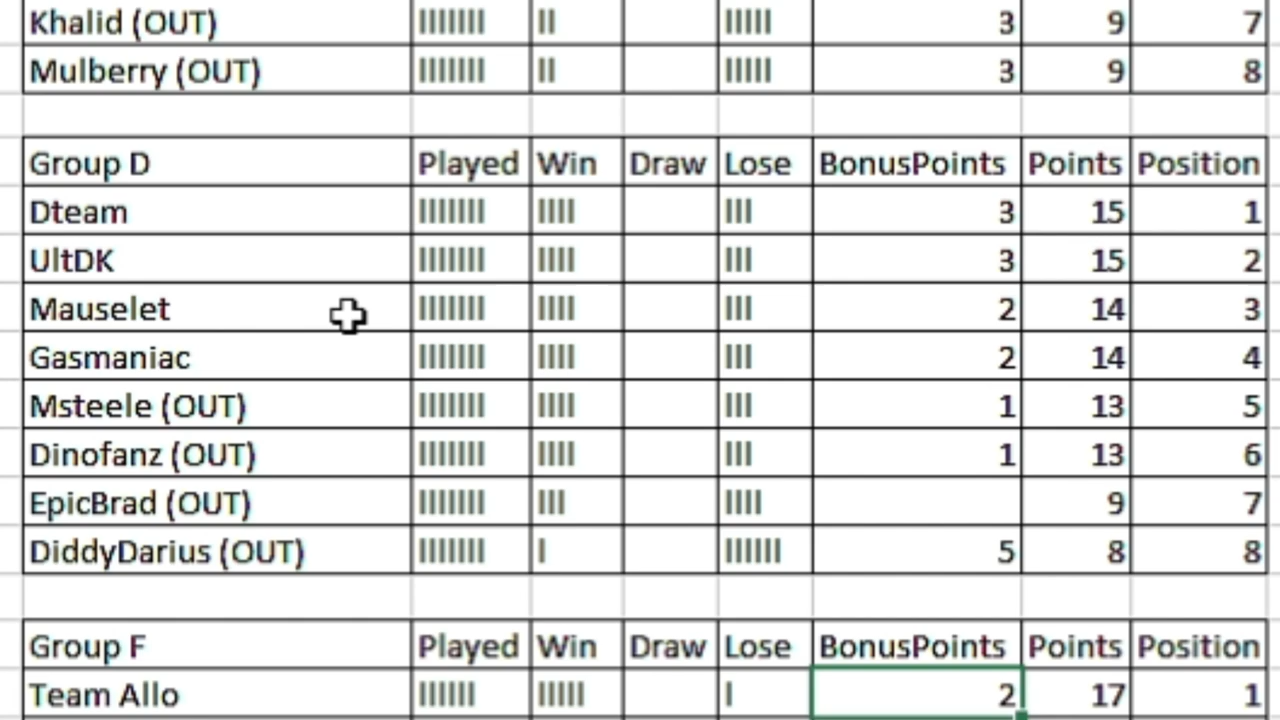 Khalid (OUT) IIIIIII II IIIII 3 9 7
Mulberry (OUT) IIIIIII II IIIII 3 9 8
Group D Played Win Draw Lose BonusPoints Points Position
Dteam IIIIIII IIII III 3 15 1
UltDK IIIIIII IIII III 3 15 2
Mauselet IIIIIII IIII III 2 14 3
Gasmaniac IIIIIII IIII III 2 14 4
Msteele (OUT) IIIIIII IIII III 1 13 5
Dinofanz (OUT) IIIIIII IIII III 1 13 6
EpicBrad (OUT) IIIIIII III IIII 9 7
DiddyDarius (OUT) IIIIIII I IIIIII 5 8 8
Group F Played Win Draw Lose BonusPoints Points Position
Team Allo IIIIII IIIII I 2 17 1